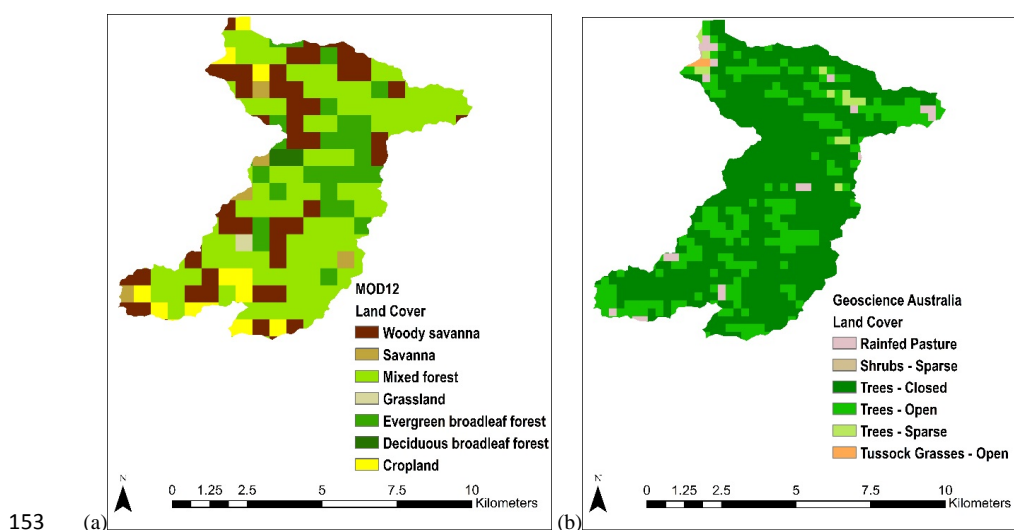 MOD12
Land Cover
Woody savanna
Savanna
Mixed forest
Grassland
Evergreen broadleaf forest
Deciduous broadleaf forest
Cropland
N
0 1.25 2.5 5 7.5 10
Kilometers
Geoscience Australia
Land Cover
Rainfed Pasture
Shrubs - Sparse
Trees - Closed
Trees - Open
Trees - Sparse
Tussock Grasses - Open
N
0 1.25 2.5 5 7.5 10
Kilometers
153 (a) (b)